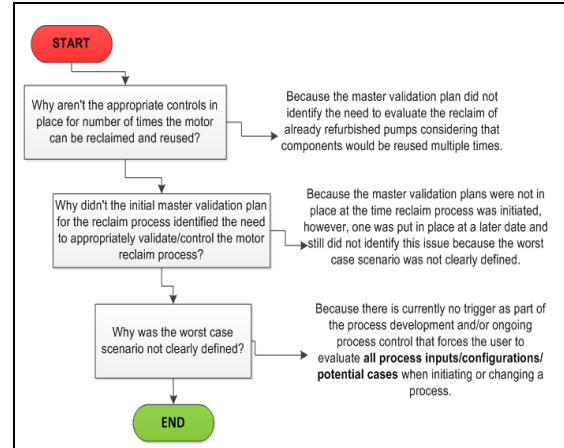 START
Why aren't the appropriate controls in
place for number of times the motor
can be reclaimed and reused?
Because the master validation plan did not
identify the need to evaluate the reclaim of
already refurbished pumps considering that
components would be reused multiple times.
Why didn't the initial master validation plan
for the reclaim process identified the need
to appropriately validate/control the motor
reclaim process?
Because the master validation plans were not in
place at the time reclaim process was initiated,
however, one was put in place at a later date and
still did not identify this issue because the worst
case scenario was not clearly defined.
Why was the worst case
scenario not clearly defined?
Because there is currently no trigger as part of
the process development and/or ongoing
process control that forces the user to
evaluate all process inputs/configurations/
potential cases when initiating or changing a
process.
END